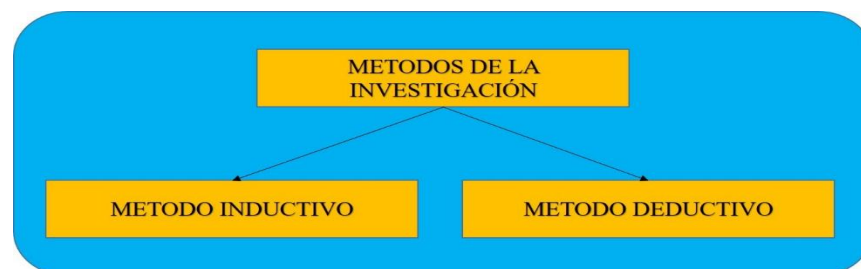 METODOS DE LA
INVESTIGACIÓN
METODO INDUCTIVO
METODO DEDUCTIVO